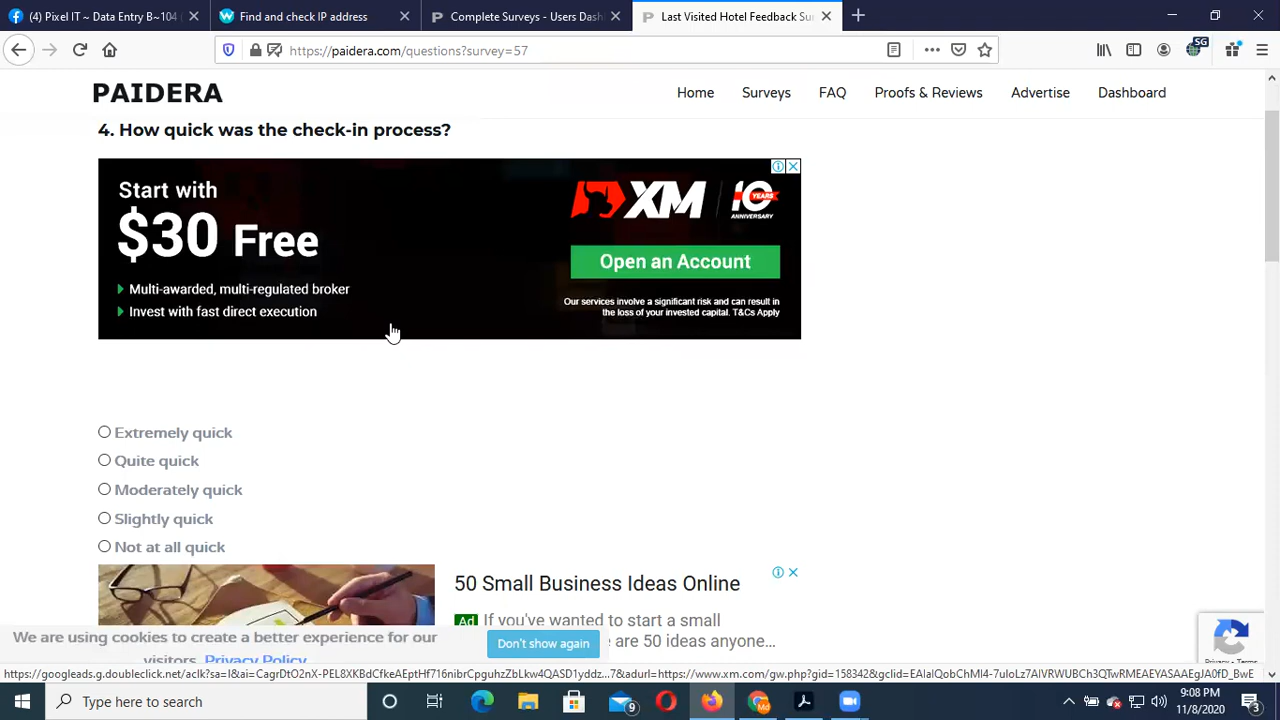 (4) Pixel IT ~ Data Entry B~104
Find and check IP address
Complete Surveys - Users Dash
Last Visited Hotel Feedback Su
https://paidera.com/questions?survey=57
5G
PAIDERA
Home
Surveys
FAQ
Proofs & Reviews
Advertise
Dashboard
4. How quick was the check-in process?
Start with
$30 Free
Multi-awarded, multi-regulated broker
Invest with fast direct execution
XM
10 YEARS
ANNIVERSARY
Open an Account
Our services involve a significant risk and can result in
the loss of your invested capital. T&Cs Apply
Extremely quick
Quite quick
Moderately quick
Slightly quick
Not at all quick
50 Small Business Ideas Online
Ad If you've wanted to start a small
e are 50 ideas anyone...
We are using cookies to create a better experience for our
visitors. Privacy Policy
Don't show again
Privacy - Terms
Type here to search
9
9:08 PM
11/8/2020
3